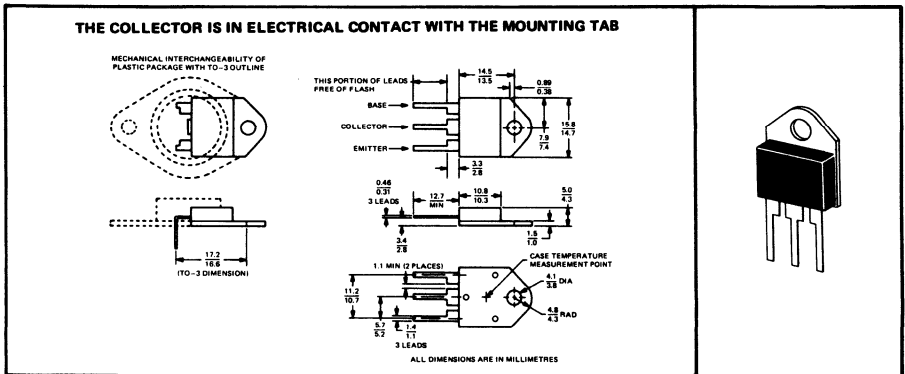 THE COLLECTOR IS IN ELECTRICAL CONTACT WITH THE MOUNTING TAB
MECHANICAL INTERCHANGEABILITY OF
PLASTIC PACKAGE WITH TO-3 OUTLINE
THIS PORTION OF LEADS
FREE OF FLASH
BASE
COLLECTOR
EMITTER
14.5
13.5
0.89
0.38
15.8
14.7
7.9
7.4
3.3
2.8
0.46
0.31
3 LEADS
12.7
MIN
10.8
10.3
5.0
4.3
3.4
2.8
1.5
1.0
17.2
16.6
(TO-3 DIMENSION)
CASE TEMPERATURE
MEASUREMENT POINT
1.1 MIN (2 PLACES)
4.1
3.8
DIA
11.2
10.7
4.8
4.3
RAD
5.7
5.2
1.4
1.1
3 LEADS
ALL DIMENSIONS ARE IN MILLIMETRES